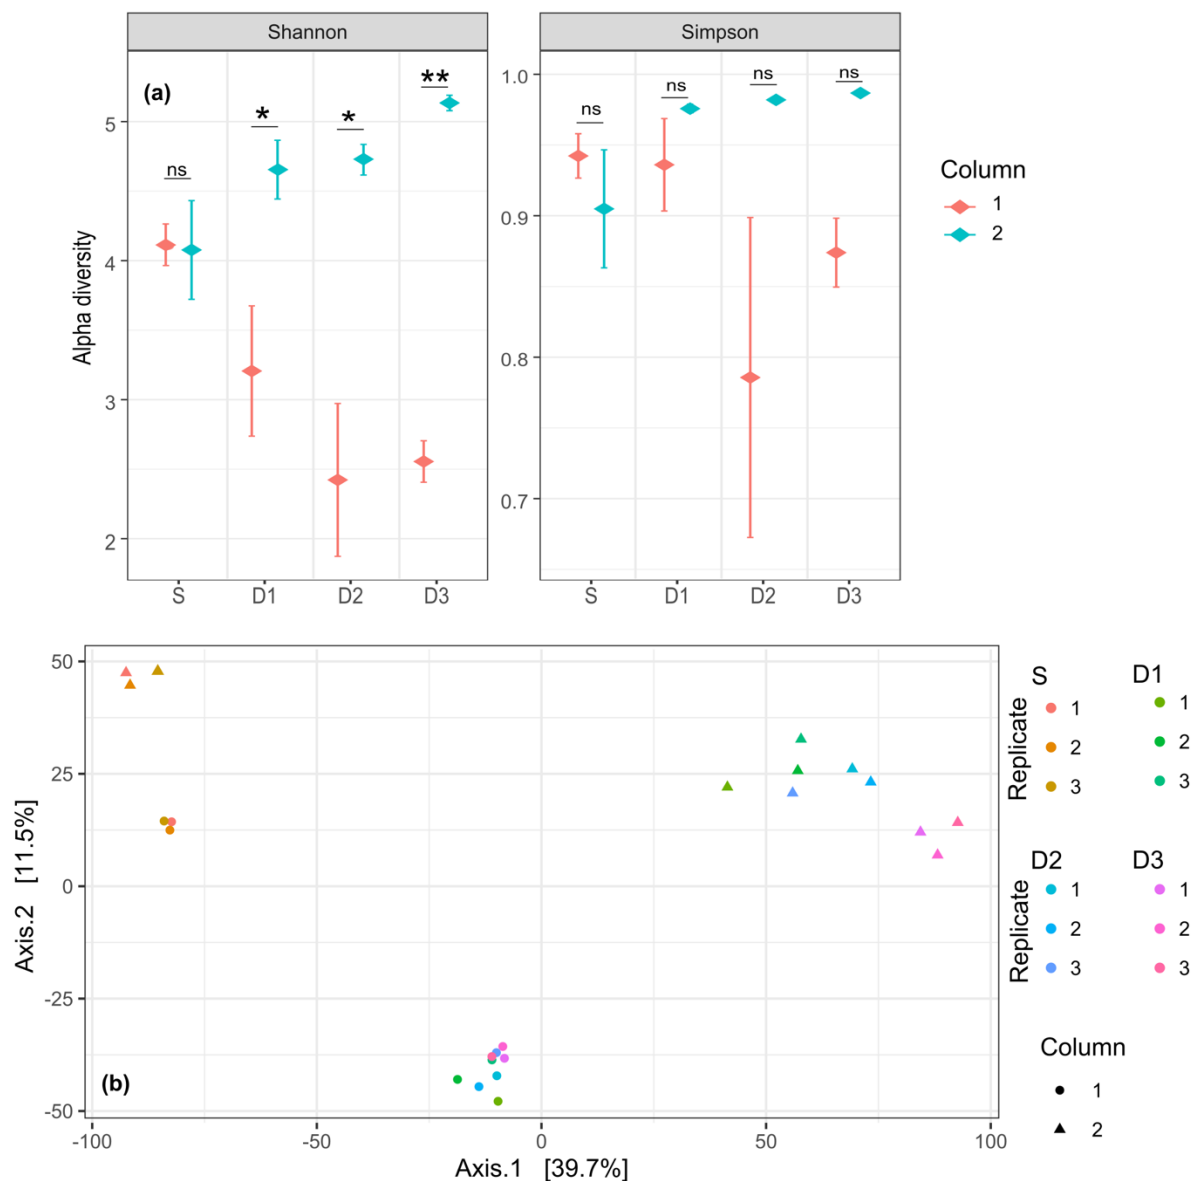 Shannon
Simpson
(a)
ns
*
*
**
ns
ns
ns
ns
Alpha diversity
5
4
3
2
1.0
0.9
0.8
0.7
S
D1
D2
D3
S
D1
D2
D3
Column
1
2
50
25
0
-25
-50
Axis.2 [11.5%]
(b)
-100
-50
0
50
100
Axis.1 [39.7%]
S
Replicate
1
2
3
D1
1
2
3
D2
Replicate
1
2
3
D3
1
2
3
Column
1
2